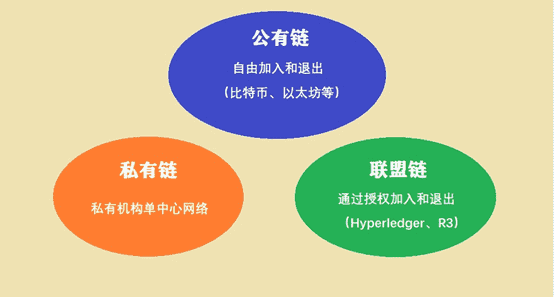 公有链
自由加入和退出
（比特币、以太坊等）
私有链
私有机构单中心网络
联盟链
通过授权加入和退出
（Hyperledger、R3）